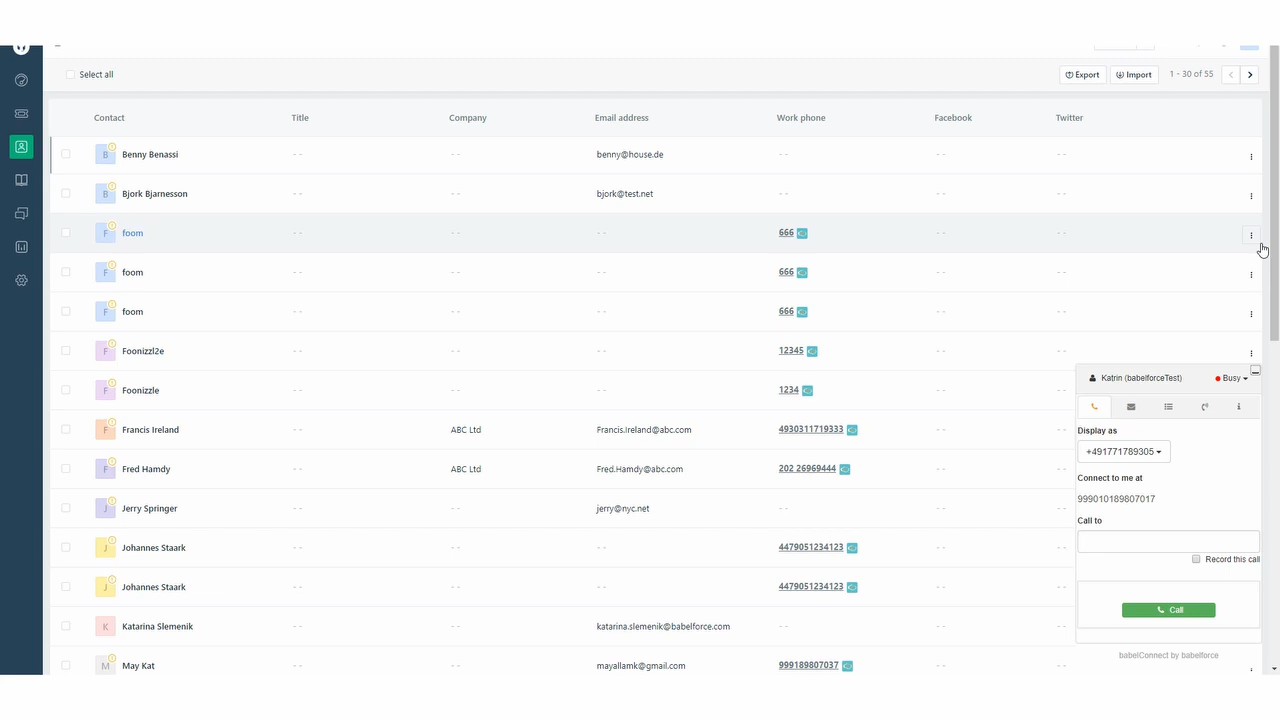 Select all
Export Import 1 - 30 of 55
Contact Title Company Email address Work phone Facebook Twitter
B Benny Benassi - - - - benny@house.de - - - - - -
B Bjork Bjarnesson - - - - bjork@test.net - - - - - -
F foom - - - - - - 666 - - - -
F foom - - - - - - 666 - - - -
F foom - - - - - - 666 - - - -
F Foonizzl2e - - - - - - 12345 - - - -
F Foonizzle - - - - - - 1234 - - - -
F Francis Ireland - - ABC Ltd Francis.Ireland@abc.com 4930311719333 - - - -
F Fred Hamdy - - ABC Ltd Fred.Hamdy@abc.com 202 26969444 - - - -
J Jerry Springer - - - - jerry@nyc.net - - - - - -
J Johannes Staark - - - - - - 4479051234123 - - - -
J Johannes Staark - - - - - - 4479051234123 - - - -
K Katarina Slemenik - - - - katarina.slemenik@babelforce.com - - - - - -
M May Kat - - - - mayallamk@gmail.com 999189807037 - - - -
Katrin (babelforceTest) Busy
Display as
+491771789305
Connect to me at
999010189807017
Call to
Record this call
Call
babelConnect by babelforce